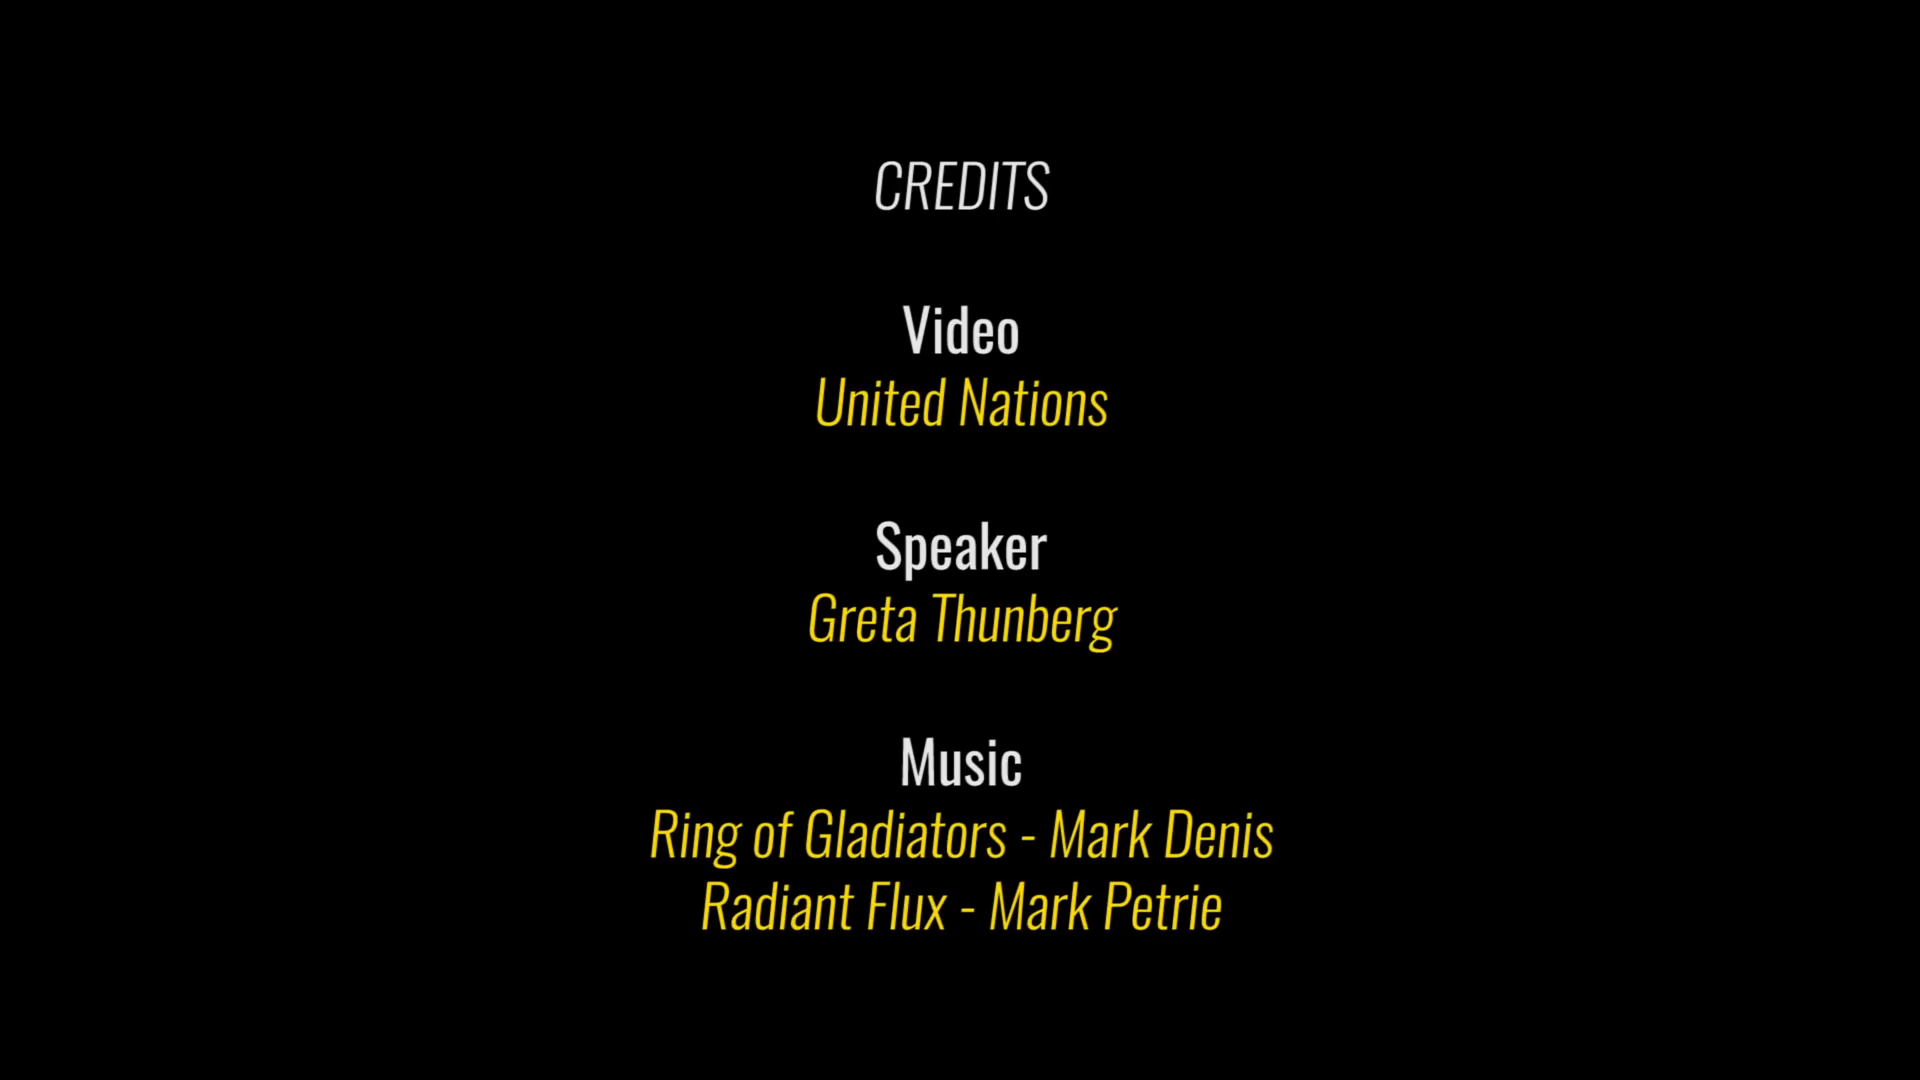 CREDITS
Video
United Nations
Speaker
Greta Thunberg
Music
Ring of Gladiators - Mark Denis
Radiant Flux - Mark Petrie